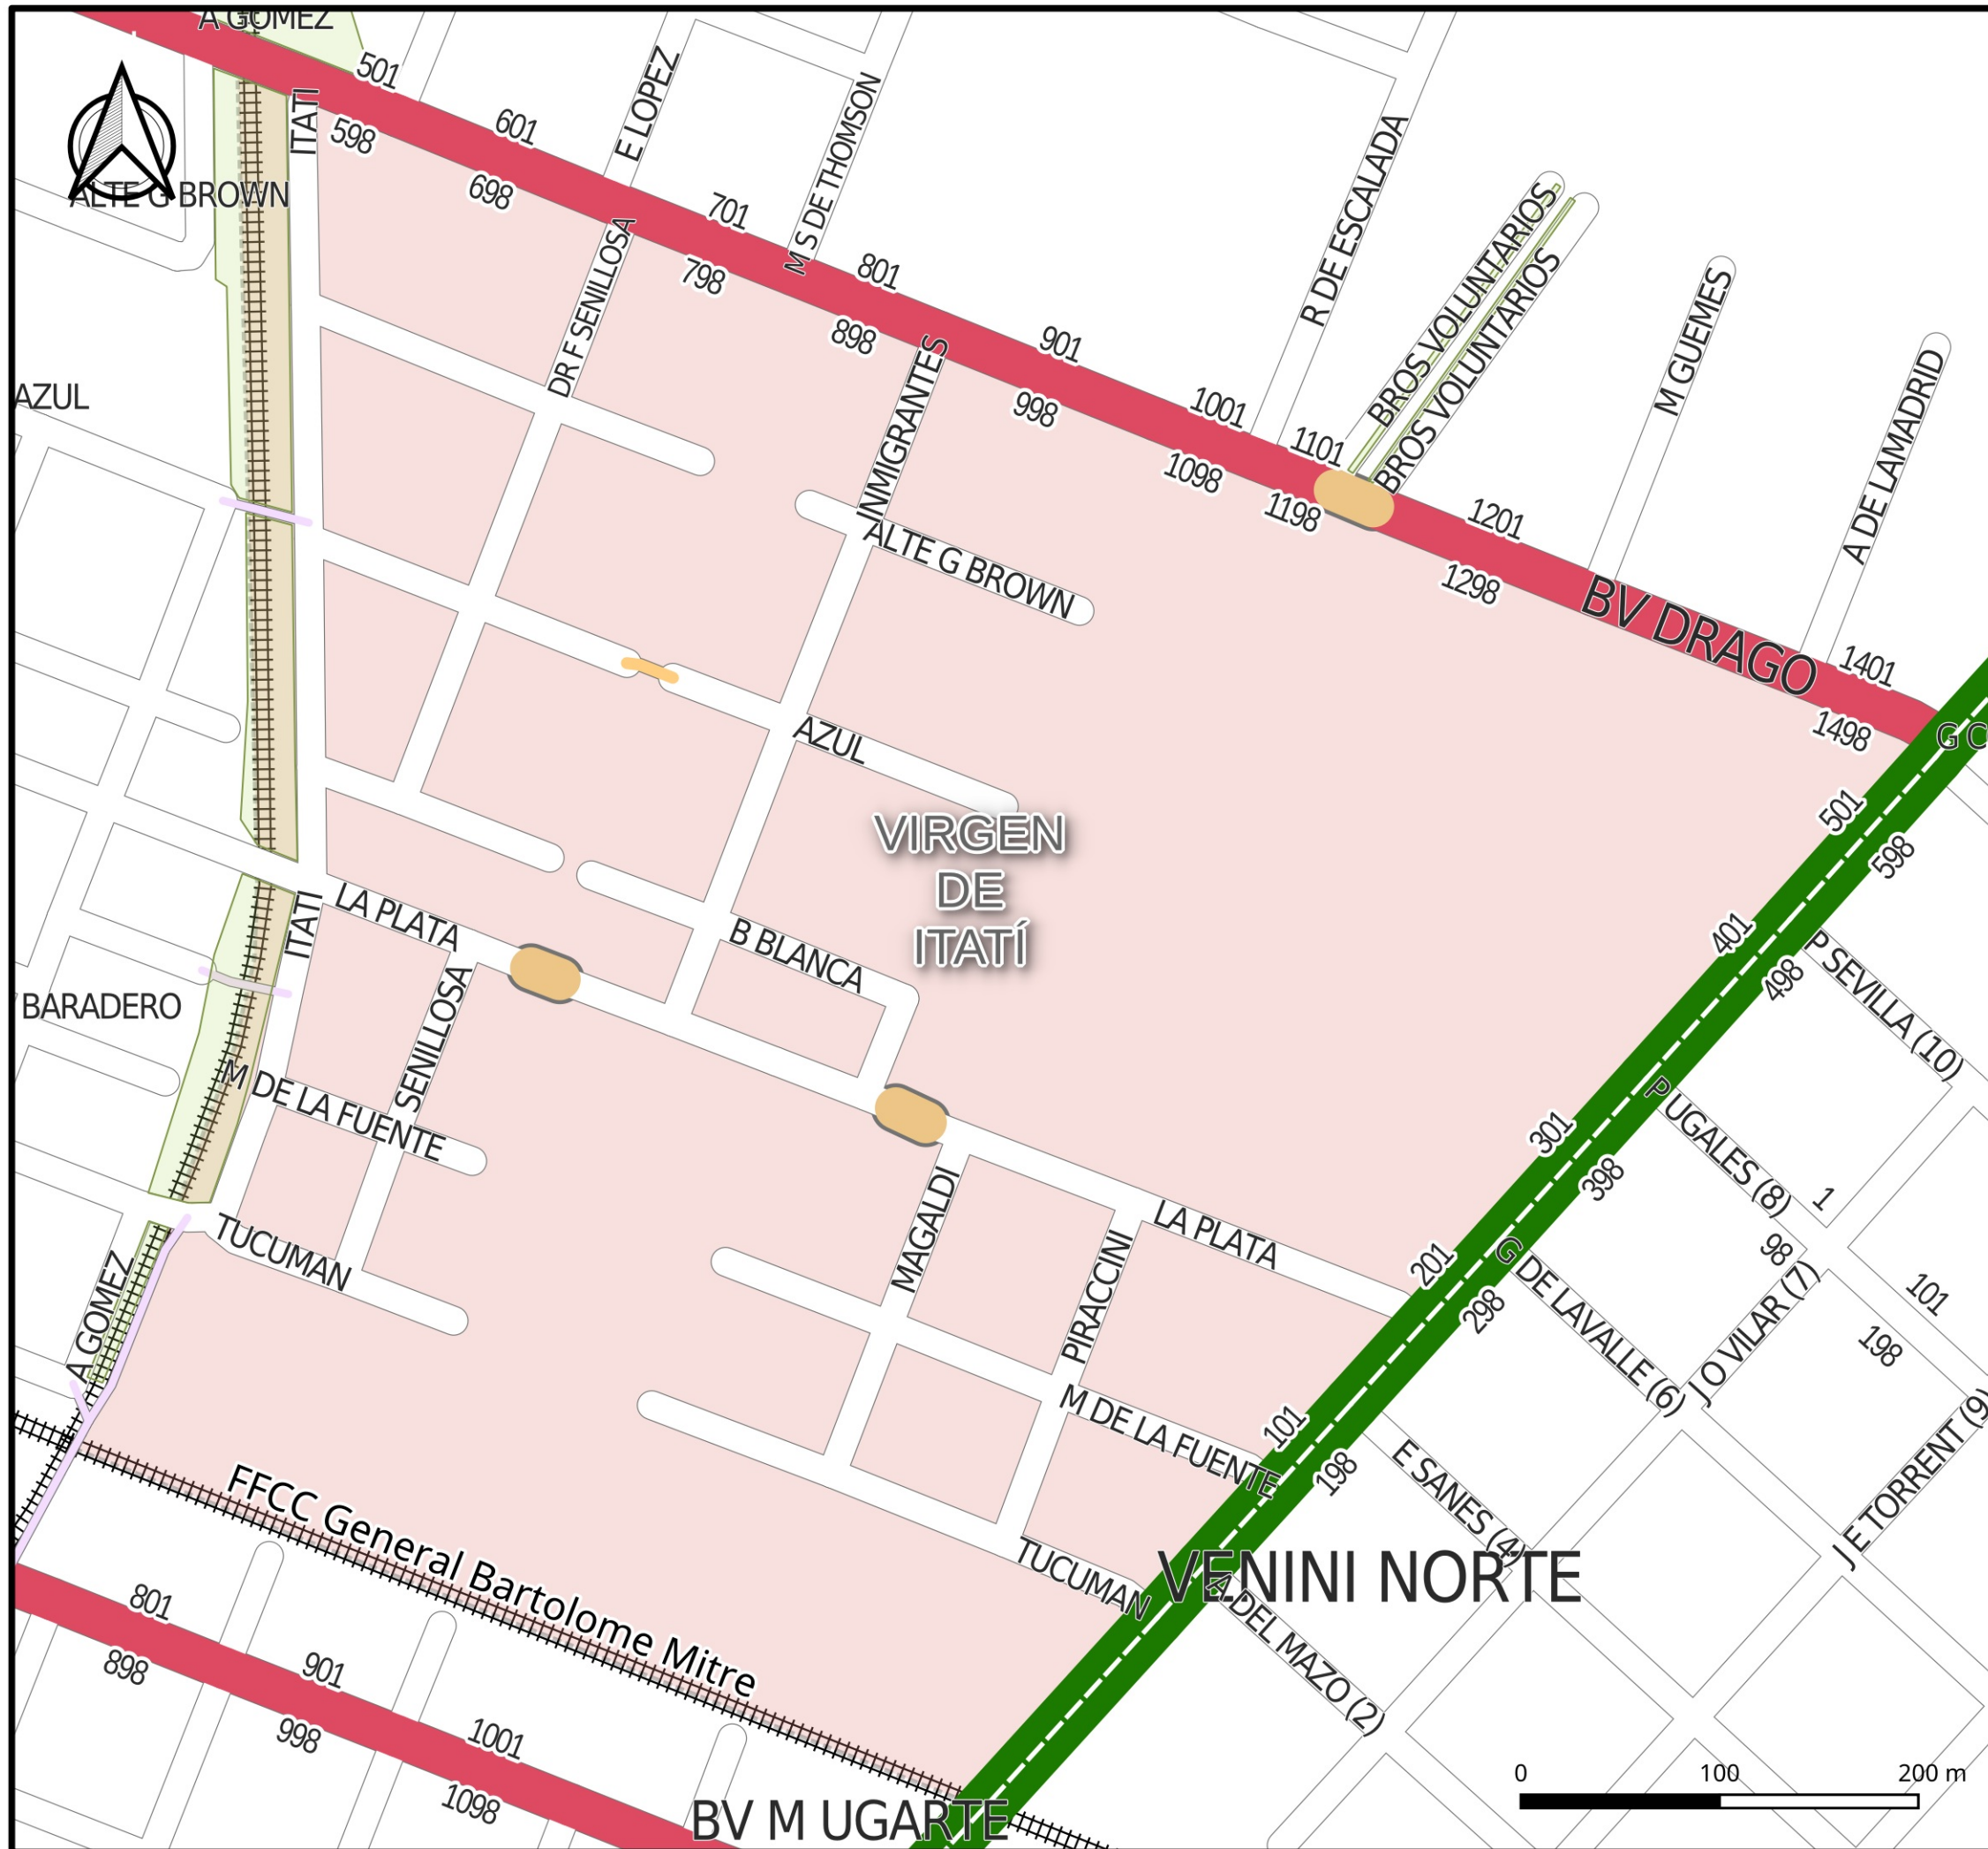 A GOMEZ
501
ITATI
598
601
E LOPEZ
M S DE THOMSON
698
701
ALTE G BROWN
DR F SENILLOSA
798
801
898
R DE ESCALADA
BROS VOLUNTARIOS
BROS VOLUNTARIOS
M GUEMES
A DE LAMADRID
INMIGRANTES
901
998
AZUL
1001
1098
1101
1198
1201
1298
ALTE G BROWN
BV DRAGO
1401
1498
G C
AZUL
VIRGEN
DE
ITATÍ
501
598
ITATI
LA PLATA
B BLANCA
401
498
P SEVILLA (10)
BARADERO
SENILLOSA
M DE LA FUENTE
301
398
P UGALES (8)
1
98
TUCUMAN
A GOMEZ
MAGALDI
PIRACCINI
LA PLATA
201
298
G DE LAVALLE (6)
J O VILAR (7)
101
198
M DE LA FUENTE
101
198
E SANES (4)
J E TORRENT (9)
FFCC General Bartolome Mitre
TUCUMAN
VENINI NORTE
A DEL MAZO (2)
801
898
901
998
1001
1098
BV M UGARTE
0 100 200 m